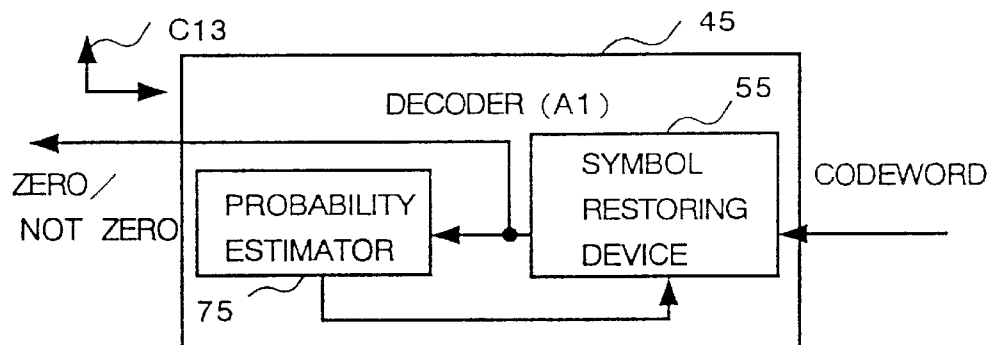 C13
45
DECODER (A1)
55
ZERO/
NOT ZERO
PROBABILITY
ESTIMATOR
SYMBOL
RESTORING
DEVICE
CODEWORD
75